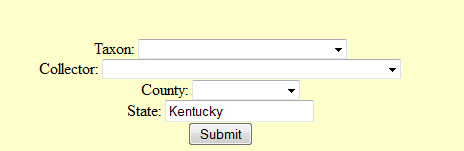 Taxon:
Collector:
County:
State: Kentucky
Submit